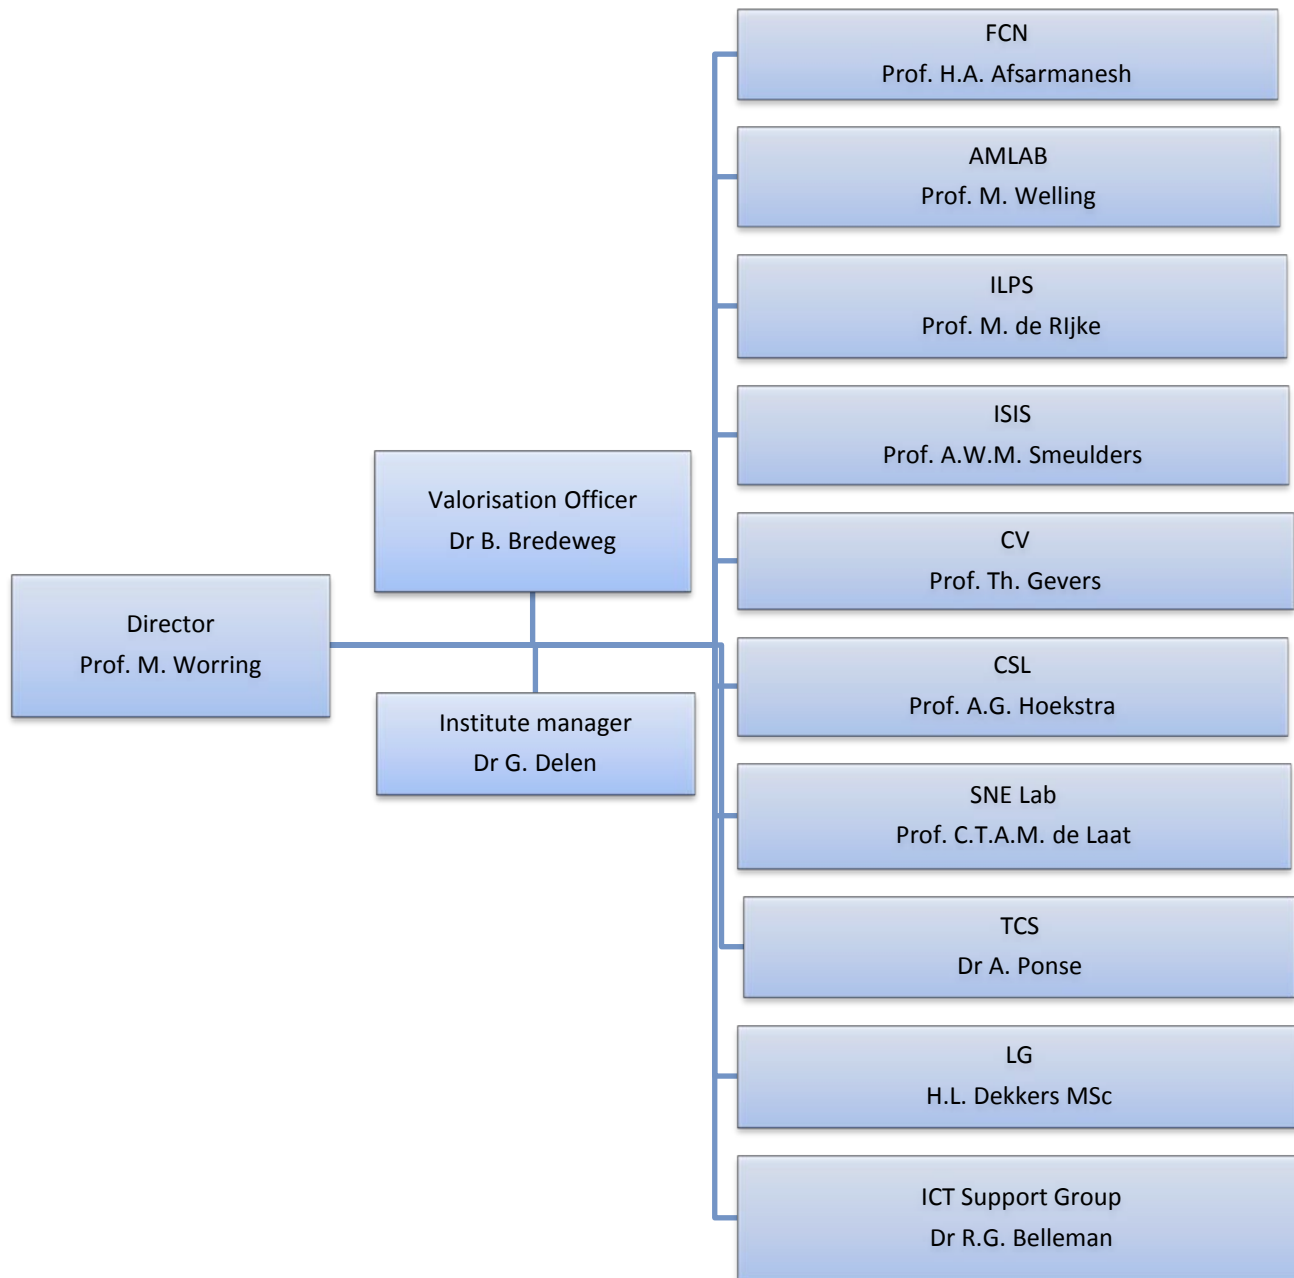 FCN
Prof. H.A. Afsarmanesh
AMLAB
Prof. M. Welling
ILPS
Prof. M. de RIjke
ISIS
Prof. A.W.M. Smeulders
Valorisation Officer
Dr B. Bredeweg
CV
Prof. Th. Gevers
Director
Prof. M. Worring
CSL
Prof. A.G. Hoekstra
Institute manager
Dr G. Delen
SNE Lab
Prof. C.T.A.M. de Laat
TCS
Dr A. Ponse
LG
H.L. Dekkers MSc
ICT Support Group
Dr R.G. Belleman